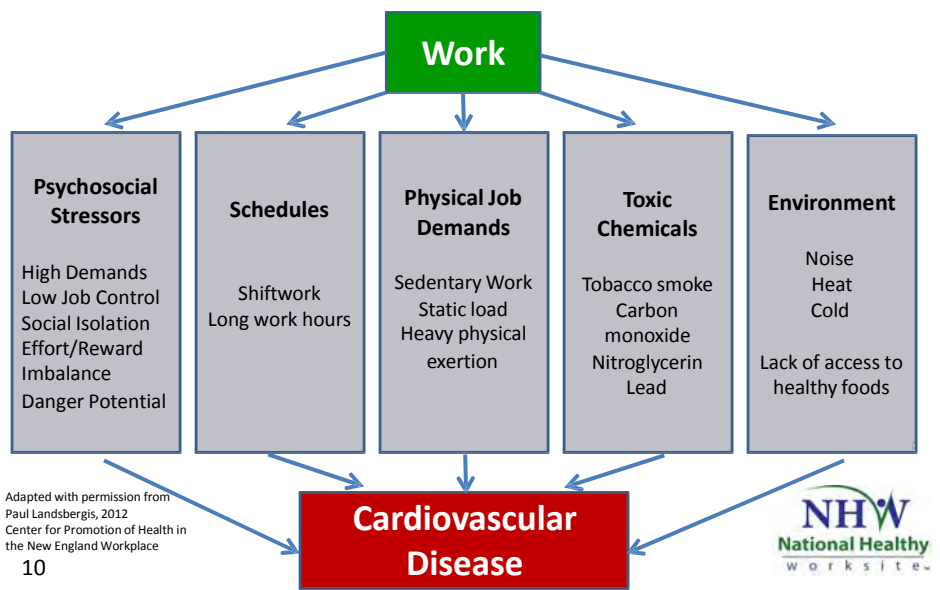 Work
Psychosocial
Stressors
High Demands
Low Job Control
Social Isolation
Effort/Reward
Imbalance
Danger Potential
Schedules
Shiftwork
Long work hours
Physical Job
Demands
Sedentary Work
Static load
Heavy physical
exertion
Toxic
Chemicals
Tobacco smoke
Carbon
monoxide
Nitroglycerin
Lead
Environment
Noise
Heat
Cold
Lack of access to
healthy foods
Cardiovascular
Disease
Adapted with permission from
Paul Landsbergis, 2012
Center for Promotion of Health in
the New England Workplace
10
NHW
National Healthy
worksite